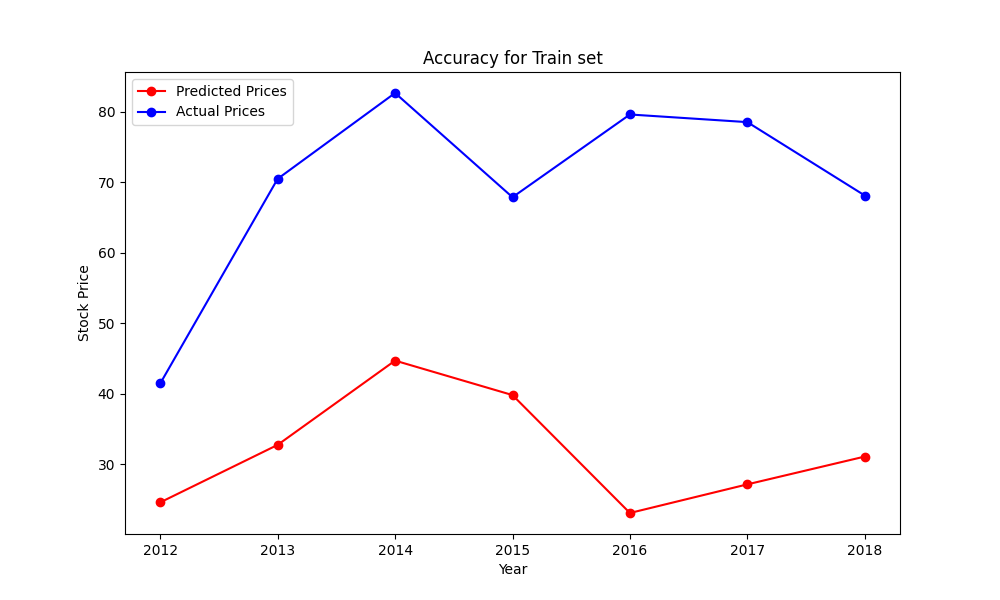 Accuracy for Train set
Predicted Prices
Actual Prices
Stock Price
80
70
60
50
40
30
2012 2013 2014 2015 2016 2017 2018
Year